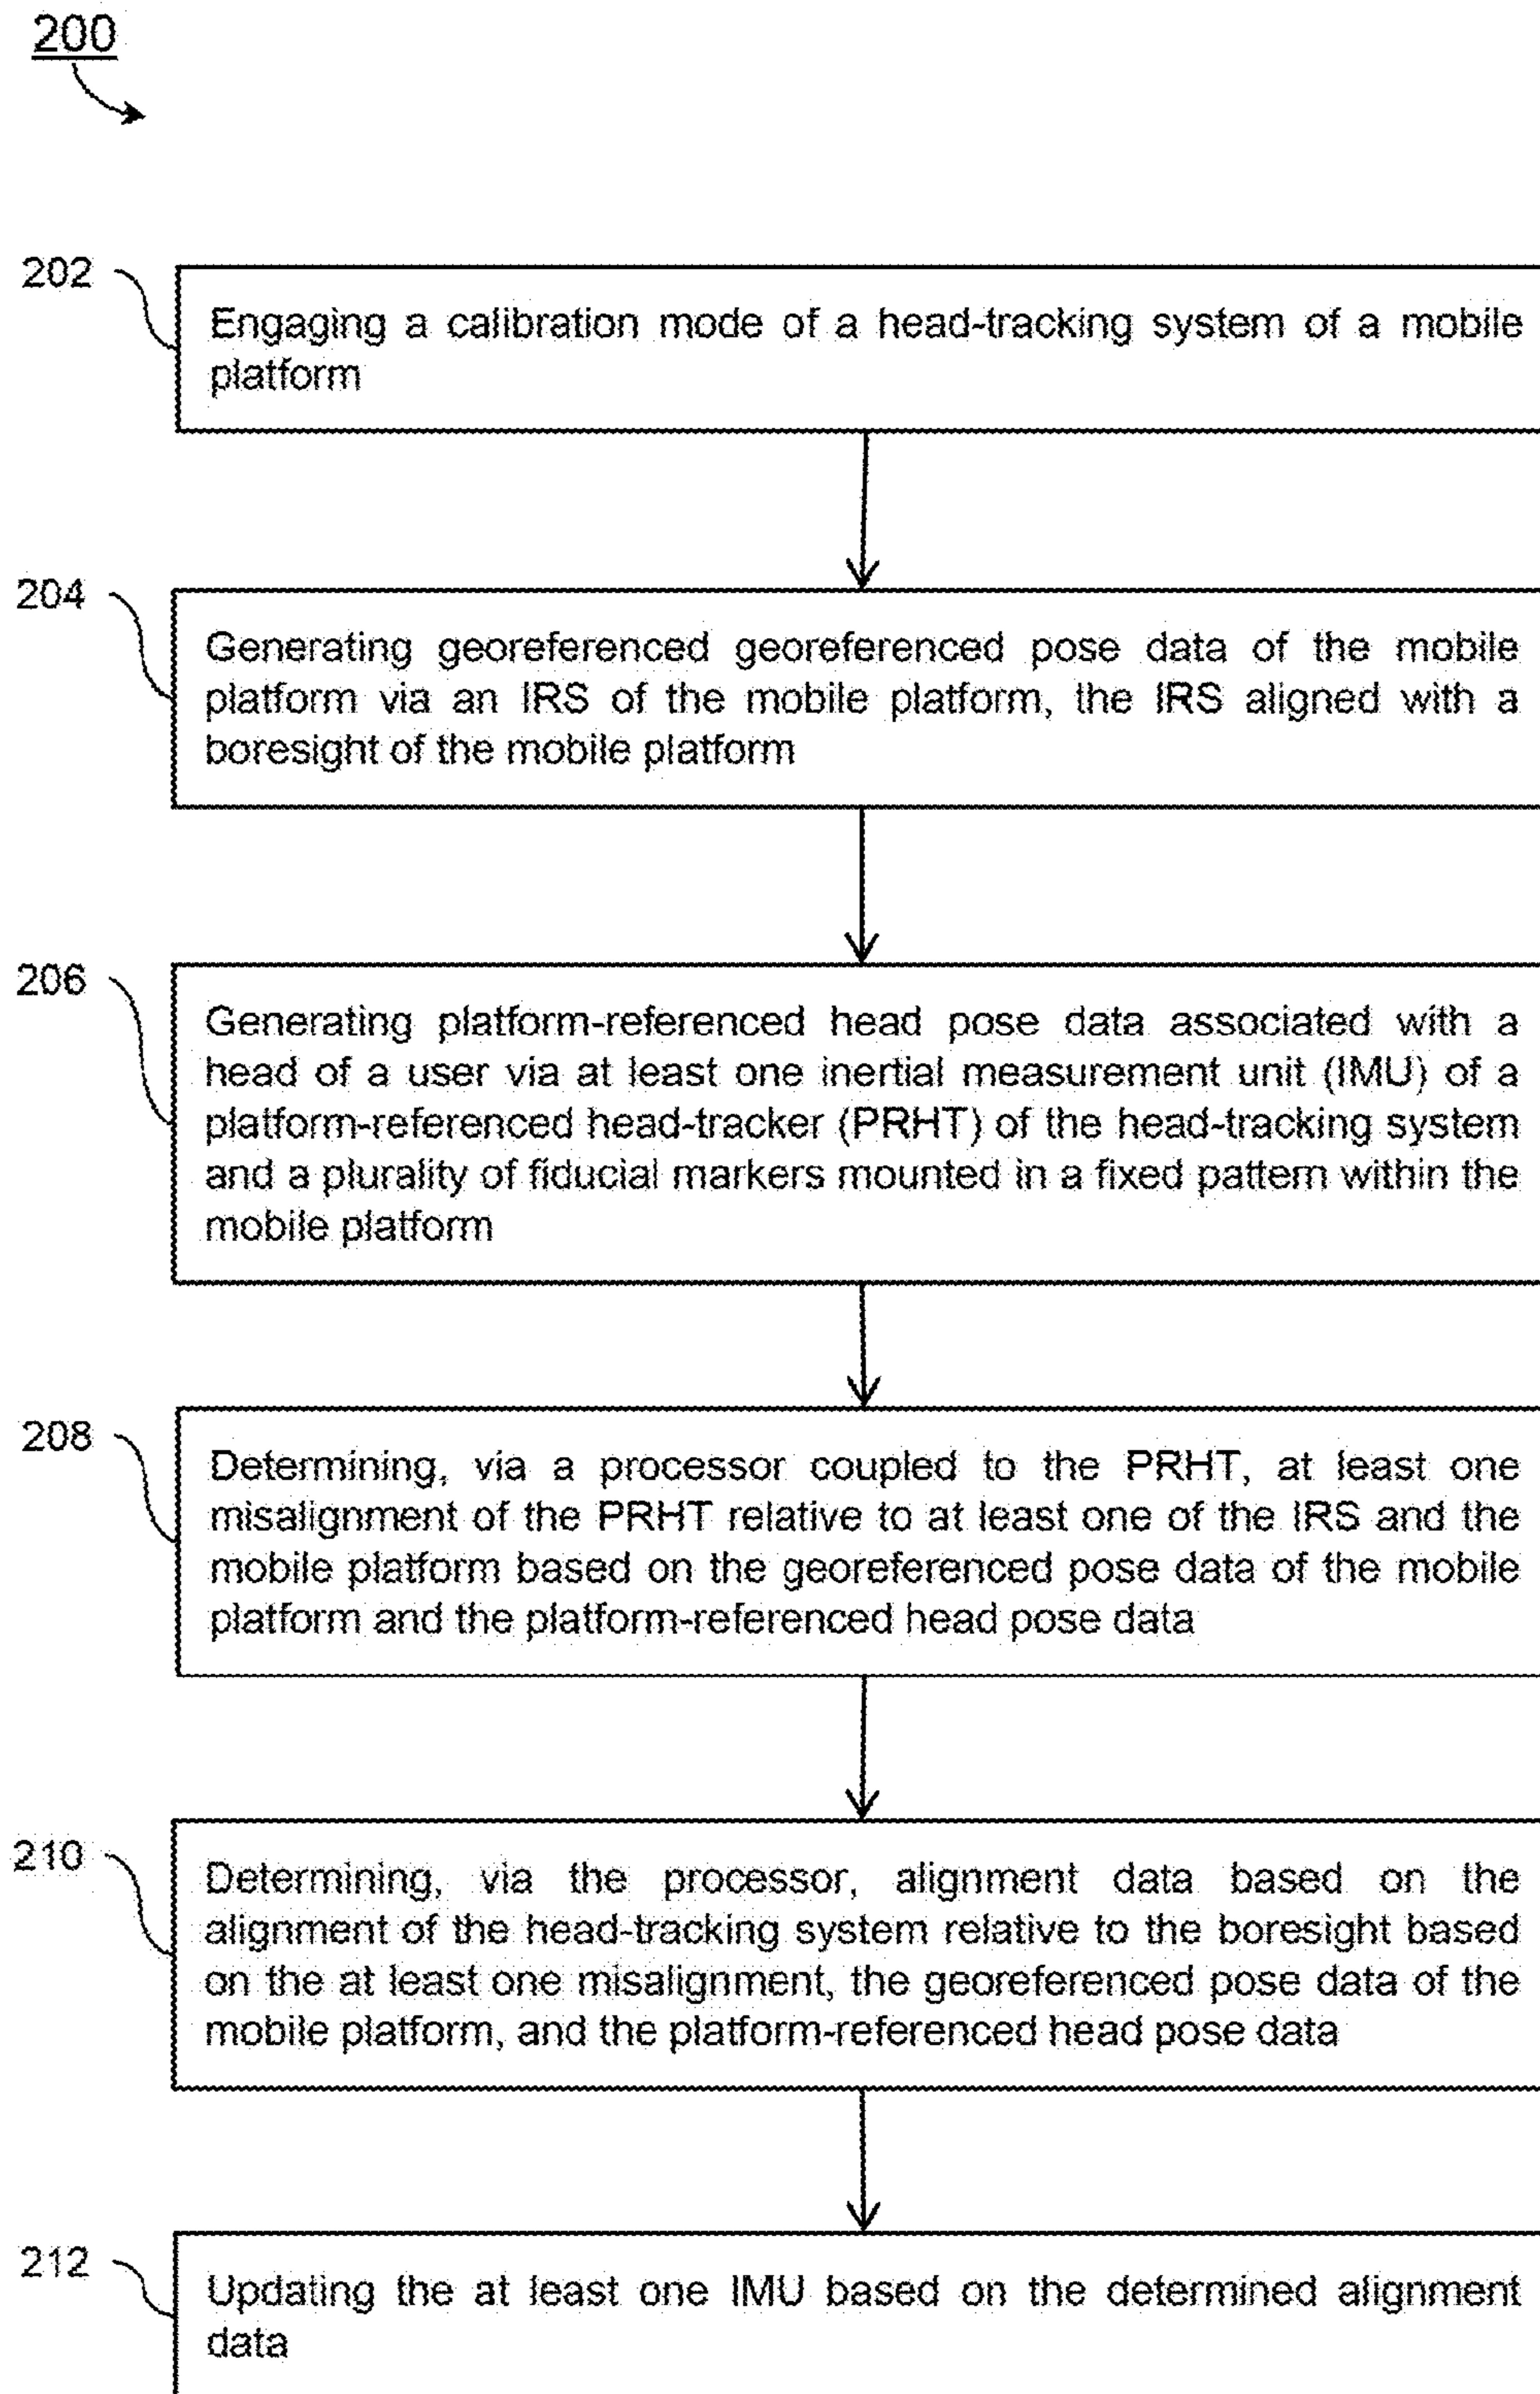 200
202
Engaging a calibration mode of a head-tracking system of a mobile
platform
204
Generating georeferenced georeferenced pose data of the mobile
platform via an IRS of the mobile platform, the IRS aligned with a
boresight of the mobile platform
206
Generating platform-referenced head pose data associated with a
head of a user via at least one inertial measurement unit (IMU) of a
platform-referenced head-tracker (PRHT) of the head-tracking system
and a plurality of fiducial markers mounted in a fixed pattern within the
mobile platform
208
Determining, via a processor coupled to the PRHT, at least one
misalignment of the PRHT relative to at least one of the IRS and the
mobile platform based on the georeferenced pose data of the mobile
platform and the platform-referenced head pose data
210
Determining, via the processor, alignment data based on the
alignment of the head-tracking system relative to the boresight based
on the at least one misalignment, the georeferenced pose data of the
mobile platform, and the platform-referenced head pose data
212
Updating the at least one IMU based on the determined alignment
data